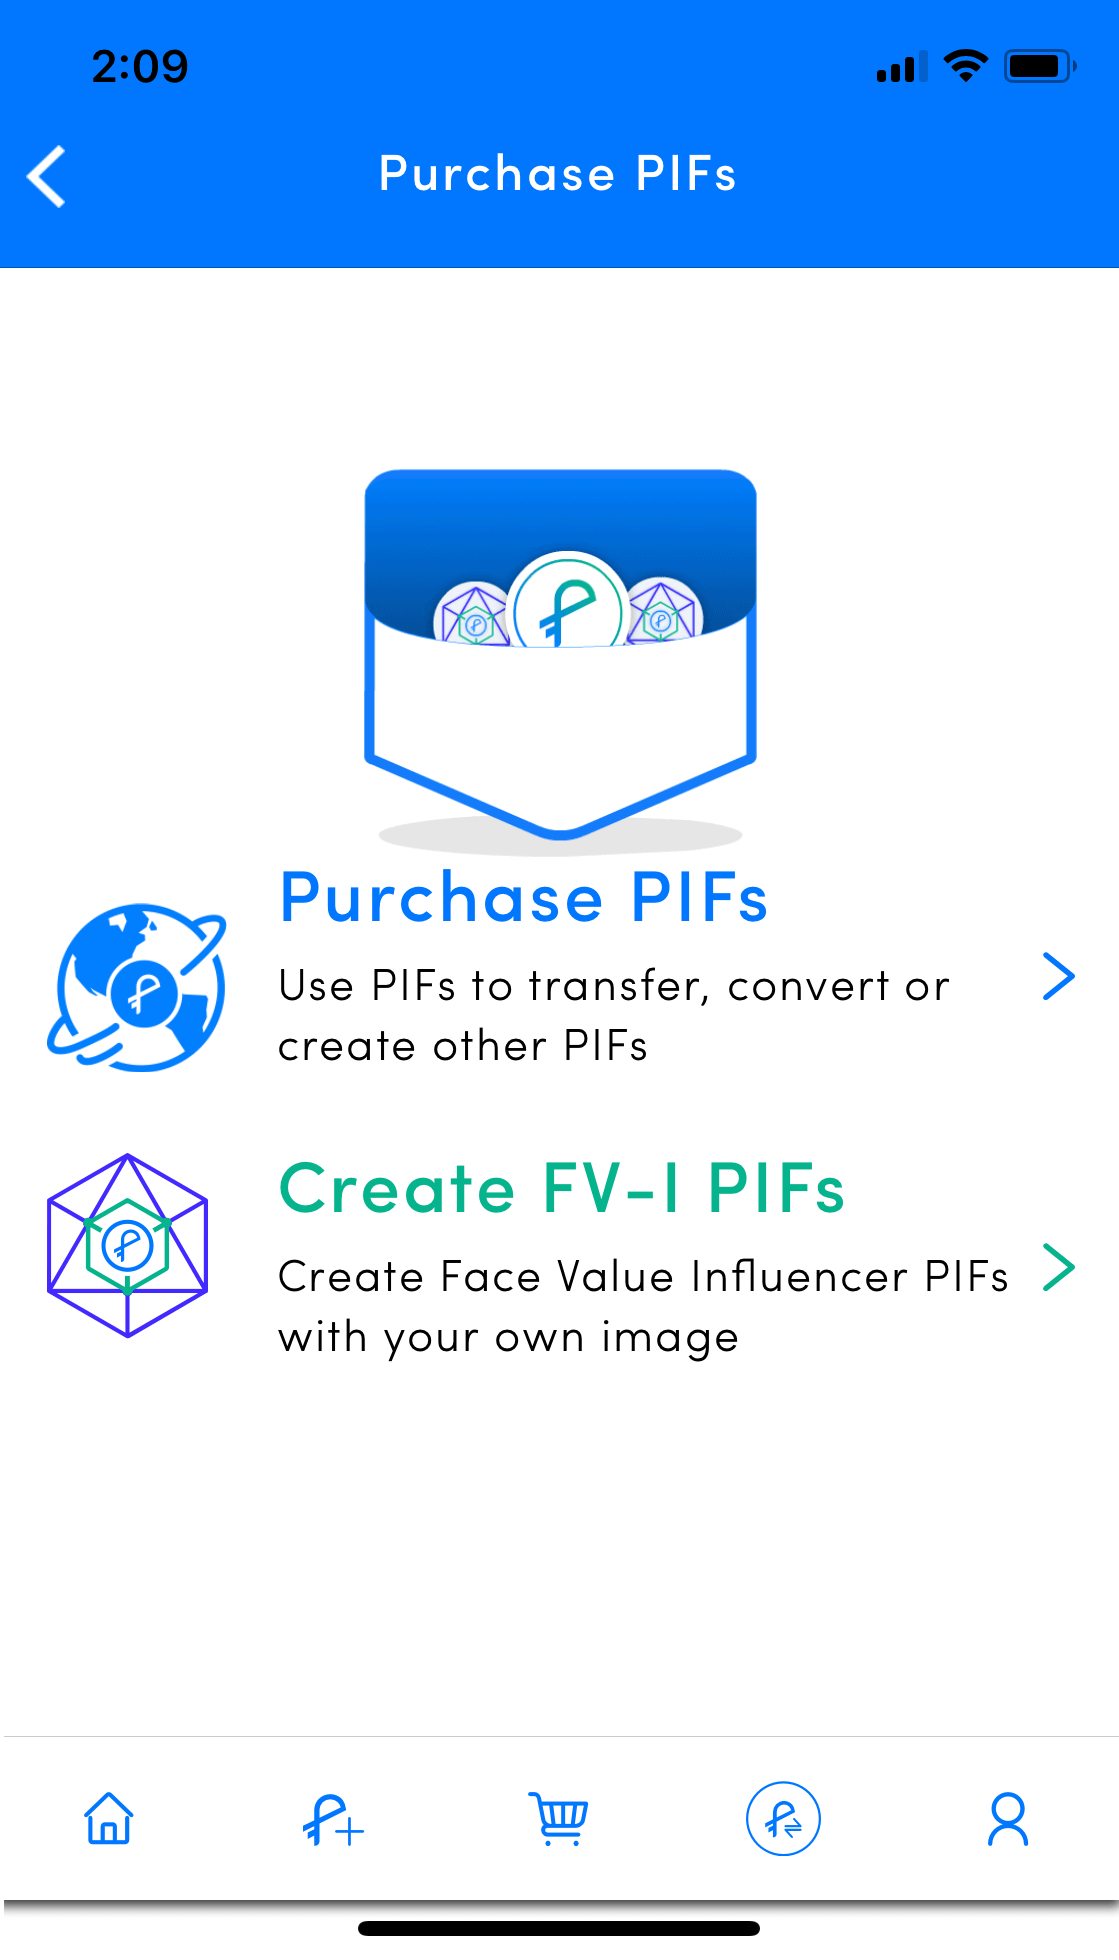 2:09
Purchase PIFs
Purchase PIFs
Use PIFs to transfer, convert or
create other PIFs
Create FV-I PIFs
Create Face Value Influencer PIFs
with your own image